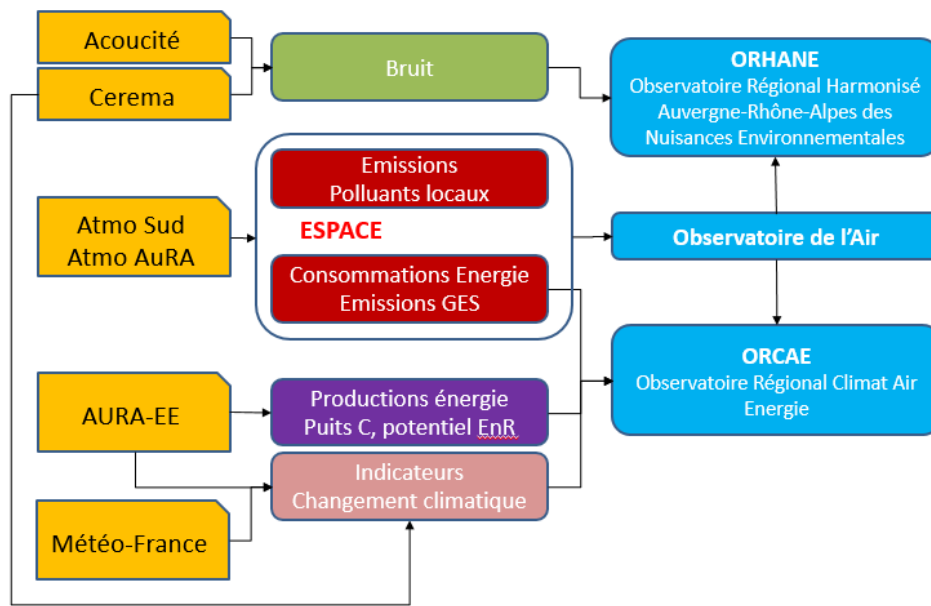 Acoucité
Cerema
Bruit
ORHANE
Observatoire Régional Harmonisé
Auvergne-Rhône-Alpes des
Nuisances Environnementales
Emissions
Polluants locaux
Atmo Sud
Atmo AuRA
ESPACE
Observatoire de l’Air
Consommations Energie
Emissions GES
ORCAE
Observatoire Régional Climat Air
Energie
AURA-EE
Productions énergie
Puits C, potentiel EnR
Indicateurs
Changement climatique
Météo-France